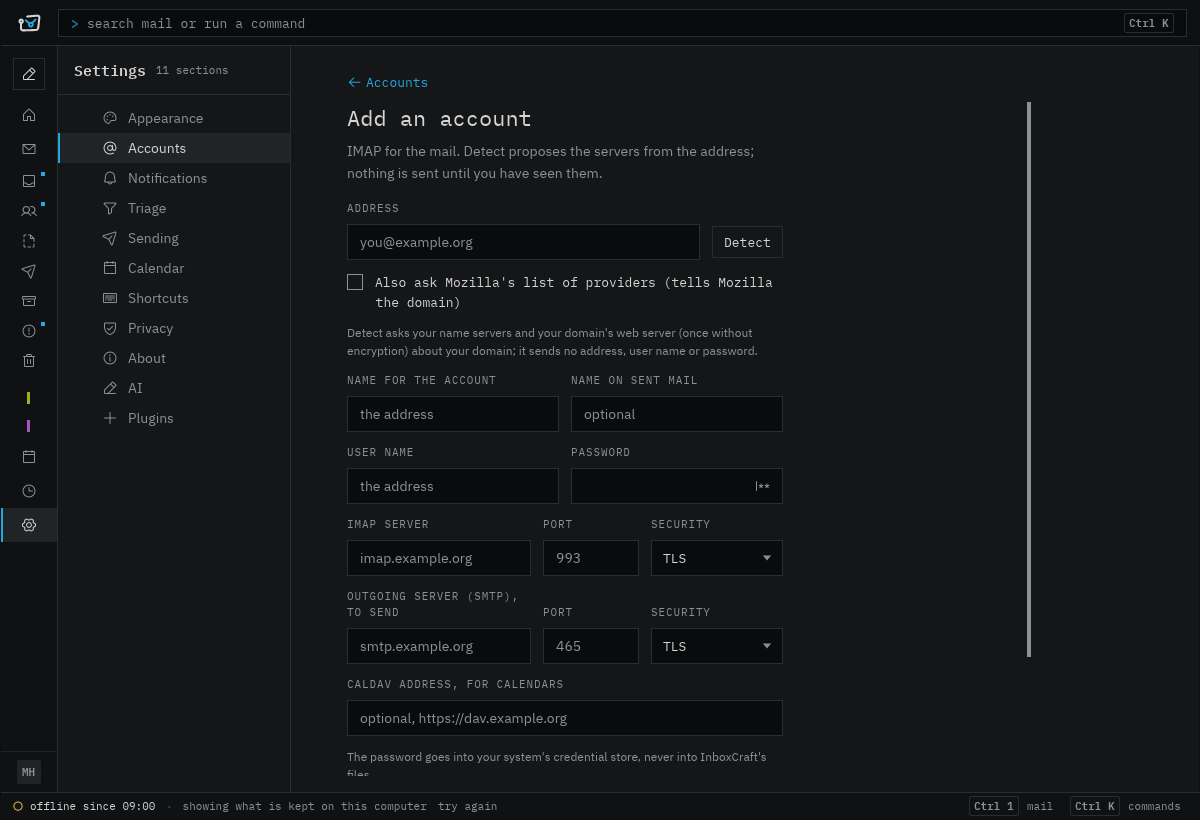 > search mail or run a command
Ctrl K
Settings 11 sections
Appearance
Accounts
Notifications
Triage
Sending
Calendar
Shortcuts
Privacy
About
AI
Plugins
← Accounts
Add an account
IMAP for the mail. Detect proposes the servers from the address;
nothing is sent until you have seen them.
ADDRESS
you@example.org
Detect
Also ask Mozilla's list of providers (tells Mozilla
the domain)
Detect asks your name servers and your domain's web server (once without
encryption) about your domain; it sends no address, user name or password.
NAME FOR THE ACCOUNT
NAME ON SENT MAIL
the address
optional
USER NAME
PASSWORD
the address
IMAP SERVER
PORT
SECURITY
imap.example.org
993
TLS
OUTGOING SERVER (SMTP),
TO SEND
PORT
SECURITY
smtp.example.org
465
TLS
CALDAV ADDRESS, FOR CALENDARS
optional, https://dav.example.org
The password goes into your system's credential store, never into InboxCraft's
files.
MH
offline since 09:00 · showing what is kept on this computer try again
Ctrl 1 mail
Ctrl K commands